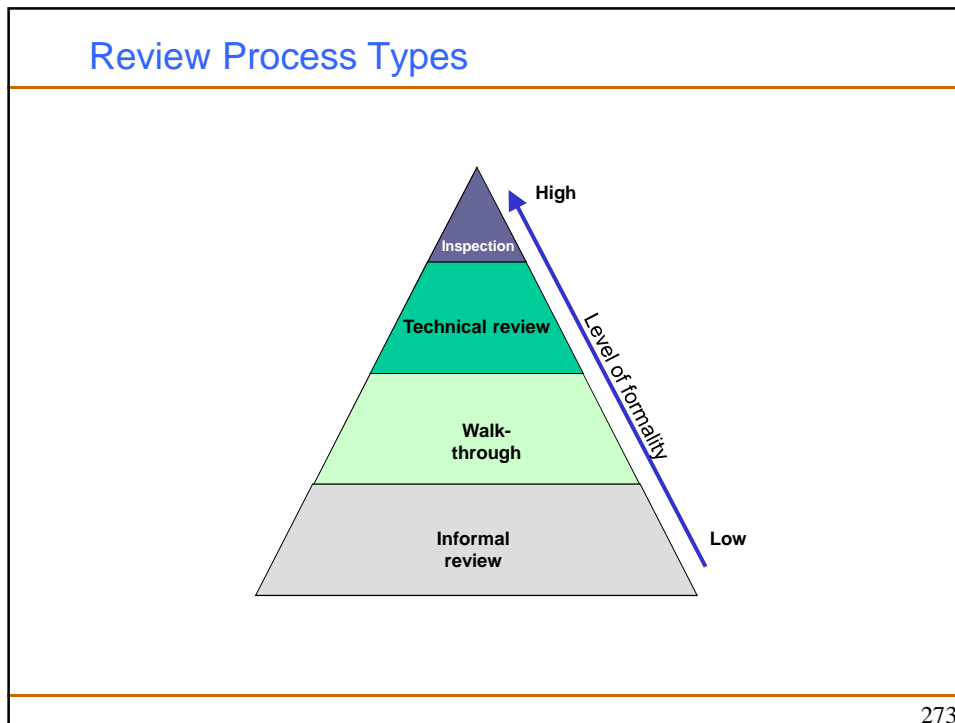 Review Process Types
High
Inspection
Technical review
Level of formality
Walk-
through
Informal
review
Low
273